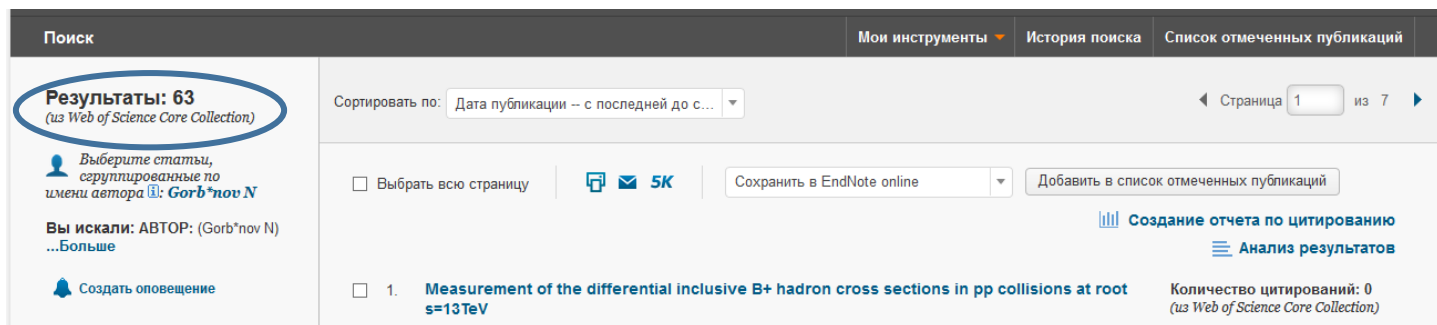 Поиск
Мои инструменты
История поиска
Список отмеченных публикаций
Результаты: 63
(из Web of Science Core Collection)
Сортировать по: Дата публикации -- с последней до с...
Страница 1 из 7
Выберите статьи,
сгруппированные по
имени автора i: Gorb*nov N
Вы искали: АВТОР: (Gorb*nov N)
...Больше
Создать оповещение
Выбрать всю страницу
5K
Сохранить в EndNote online
Добавить в список отмеченных публикаций
Создание отчета по цитированию
Анализ результатов
1. Measurement of the differential inclusive B+ hadron cross sections in pp collisions at root
s=13TeV
Количество цитирований: 0
(из Web of Science Core Collection)